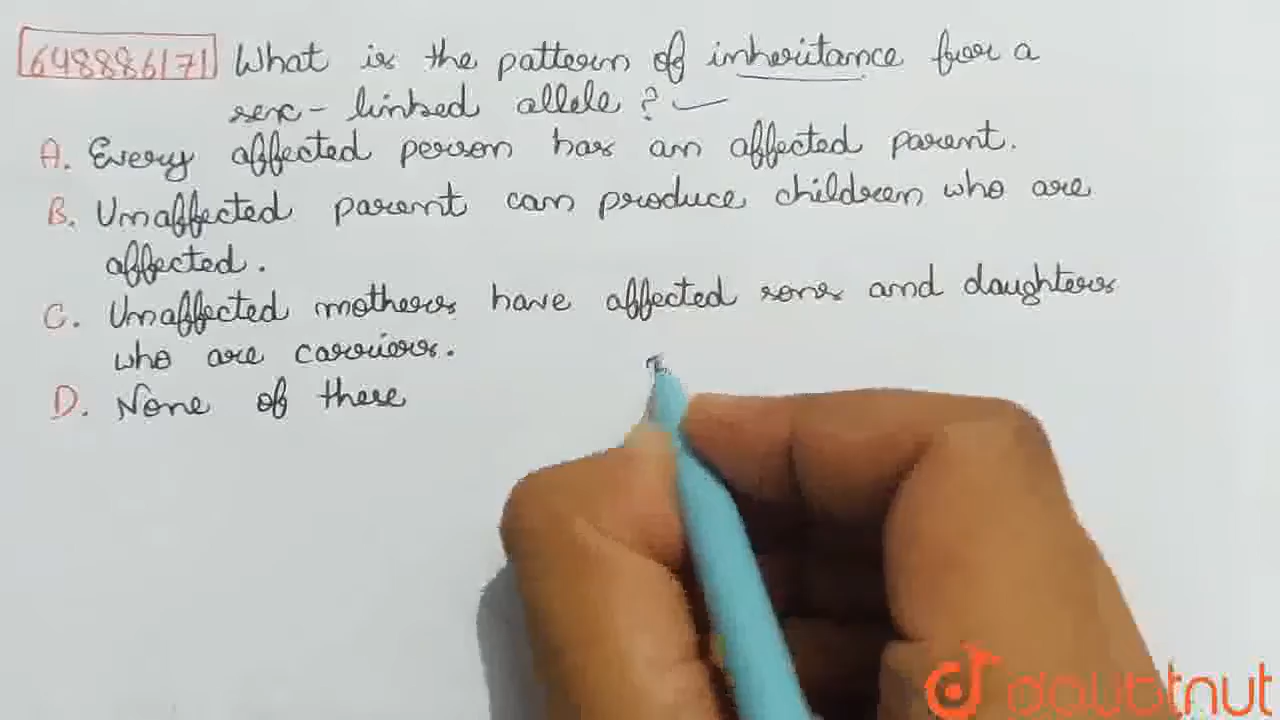 648886171 What is the pattern of inheritance for a
sex-linked allele?
A. Every affected person has an affected parent.
B. Unaffected parent can produce children who are
affected.
C. Unaffected mothers have affected sons and daughters
who are carriers.
D. None of these
doubtnut